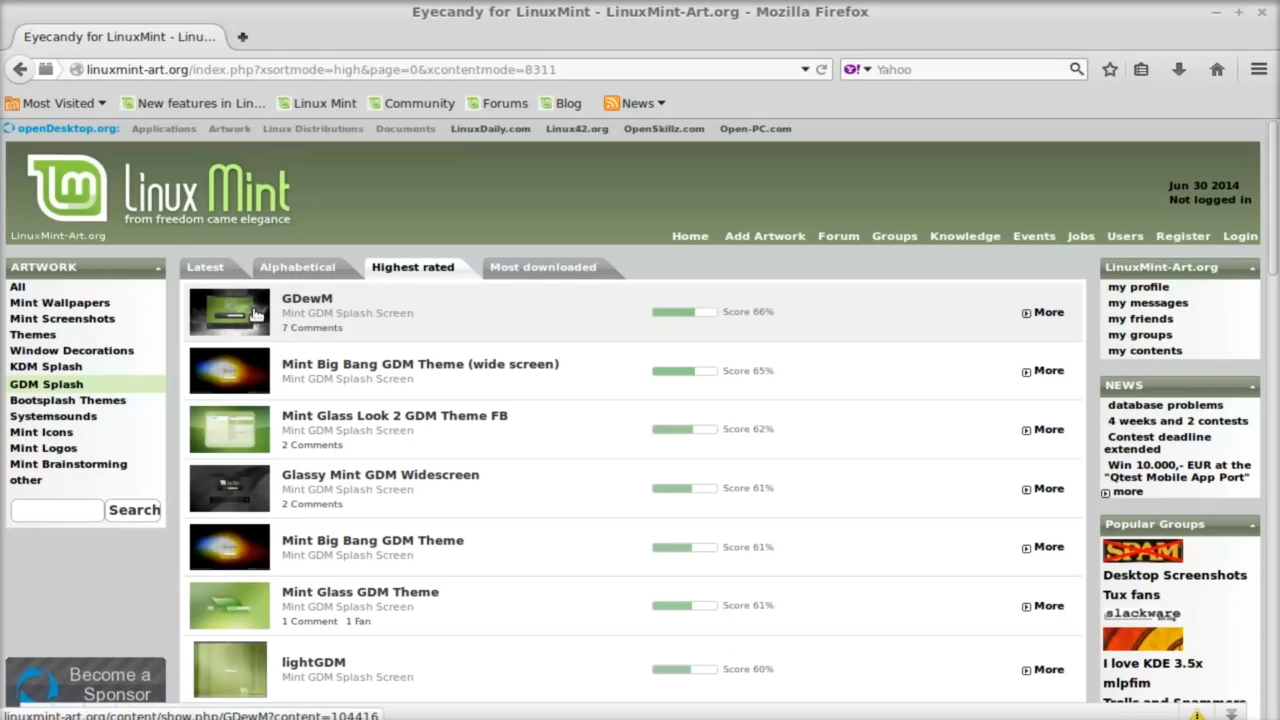 Eyecandy for LinuxMint - LinuxMint-Art.org - Mozilla Firefox
Eyecandy for LinuxMint - Linu...
linuxmint-art.org/index.php?xsortmode=high&page=0&xcontentmode=8311
Yahoo
Most Visited
New features in Lin...
Linux Mint
Community
Forums
Blog
News
openDesktop.org: Applications Artwork Linux Distributions Documents LinuxDaily.com Linux42.org OpenSkillz.com Open-PC.com
Linux Mint
from freedom came elegance
LinuxMint-Art.org
Jun 30 2014
Not logged in
Home Add Artwork Forum Groups Knowledge Events Jobs Users Register Login
ARTWORK
All
Mint Wallpapers
Mint Screenshots
Themes
Window Decorations
KDM Splash
GDM Splash
Bootsplash Themes
Systemsounds
Mint Icons
Mint Logos
Mint Brainstorming
other
Search
Become a
Sponsor
Latest Alphabetical Highest rated Most downloaded
GDewM
Mint GDM Splash Screen
7 Comments
Score 66%
More
Mint Big Bang GDM Theme (wide screen)
Mint GDM Splash Screen
Score 65%
More
Mint Glass Look 2 GDM Theme FB
Mint GDM Splash Screen
2 Comments
Score 62%
More
Glassy Mint GDM Widescreen
Mint GDM Splash Screen
2 Comments
Score 61%
More
Mint Big Bang GDM Theme
Mint GDM Splash Screen
Score 61%
More
Mint Glass GDM Theme
Mint GDM Splash Screen
1 Comment 1 Fan
Score 61%
More
lightGDM
Mint GDM Splash Screen
Score 60%
More
LinuxMint-Art.org
my profile
my messages
my friends
my groups
my contents
NEWS
database problems
4 weeks and 2 contests
Contest deadline
extended
Win 10.000,- EUR at the
"Qtest Mobile App Port"
more
Popular Groups
SPAM
Desktop Screenshots
Tux fans
slackware
I love KDE 3.5x
mlpfim
Trolls and Spammers
linuxmint-art.org/content/show.php/GDewM?content=104416